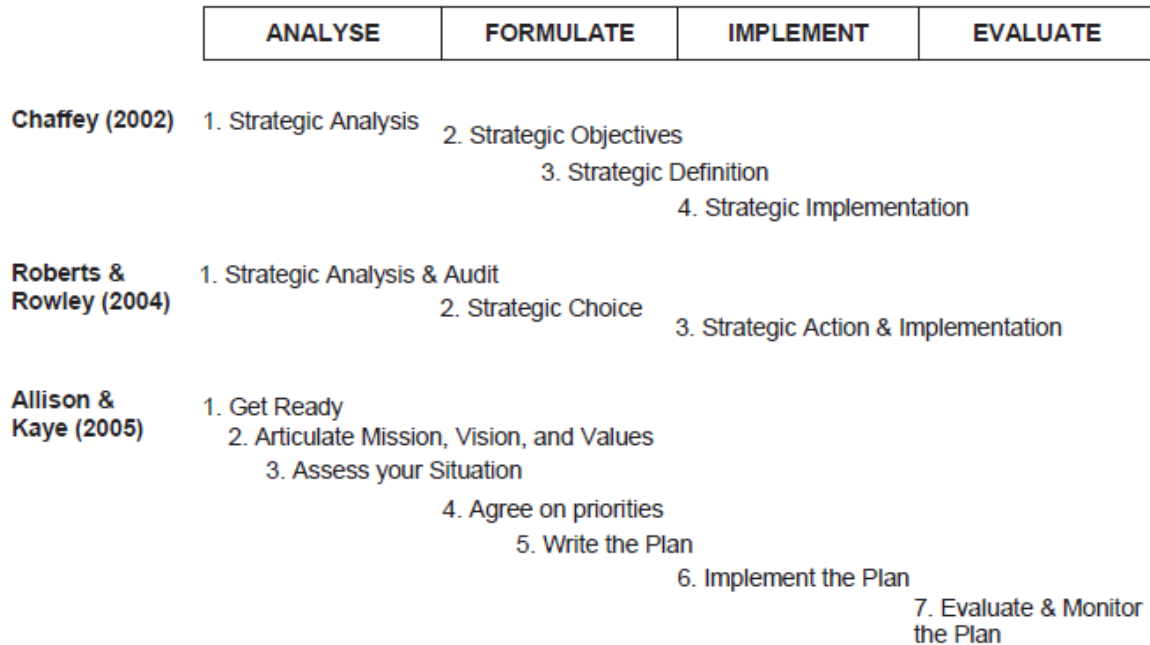 ANALYSE FORMULATE IMPLEMENT EVALUATE
Chaffey (2002) 1. Strategic Analysis
2. Strategic Objectives
3. Strategic Definition
4. Strategic Implementation
Roberts &
Rowley (2004)
1. Strategic Analysis & Audit
2. Strategic Choice
3. Strategic Action & Implementation
Allison &
Kaye (2005)
1. Get Ready
2. Articulate Mission, Vision, and Values
3. Assess your Situation
4. Agree on priorities
5. Write the Plan
6. Implement the Plan
7. Evaluate & Monitor
the Plan